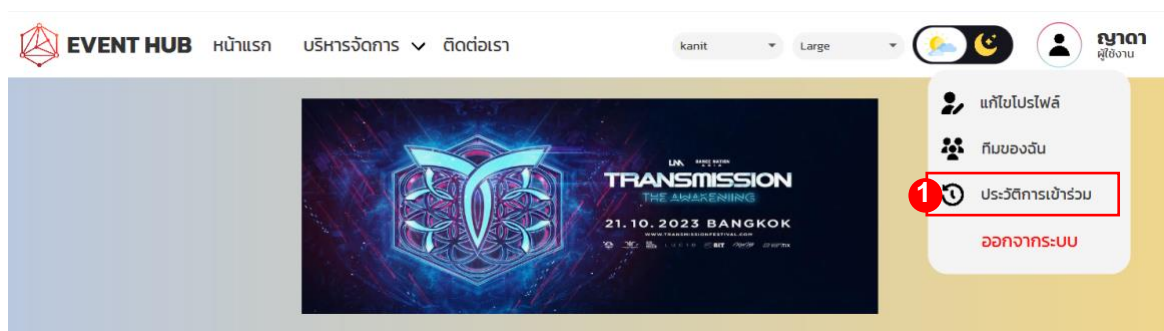 EVENT HUB หน้าแรก บริหารจัดการ ติดต่อเรา kanit Large ญาดา
ผู้ใช้งาน
แก้ไขโปรไฟล์
ทีมของฉัน
1 ประวัติการเข้าร่วม
ออกจากระบบ
TRANSMISSION
THE AWAKENING
21.10.2023 BANGKOK
WWW.TRANSMISSIONFESTIVAL.COM